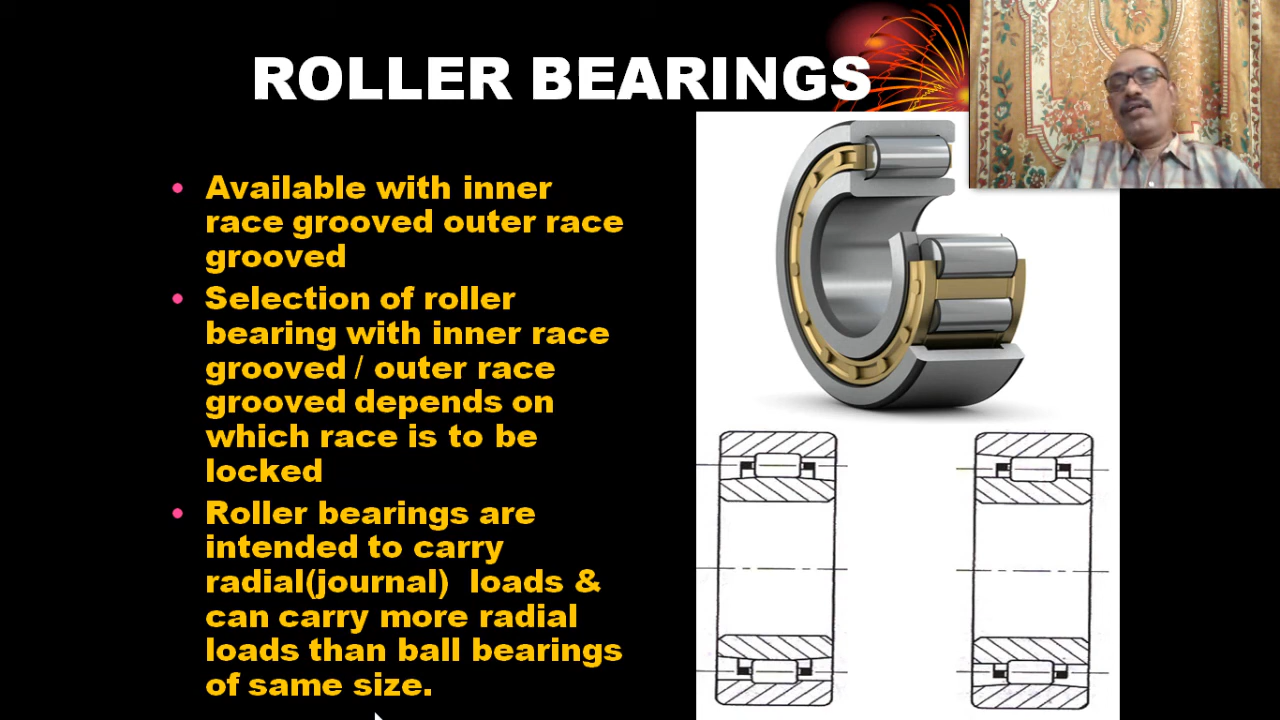 ROLLER BEARINGS
• Available with inner
race grooved outer race
grooved
• Selection of roller
bearing with inner race
grooved / outer race
grooved depends on
which race is to be
locked
• Roller bearings are
intended to carry
radial(journal) loads &
can carry more radial
loads than ball bearings
of same size.